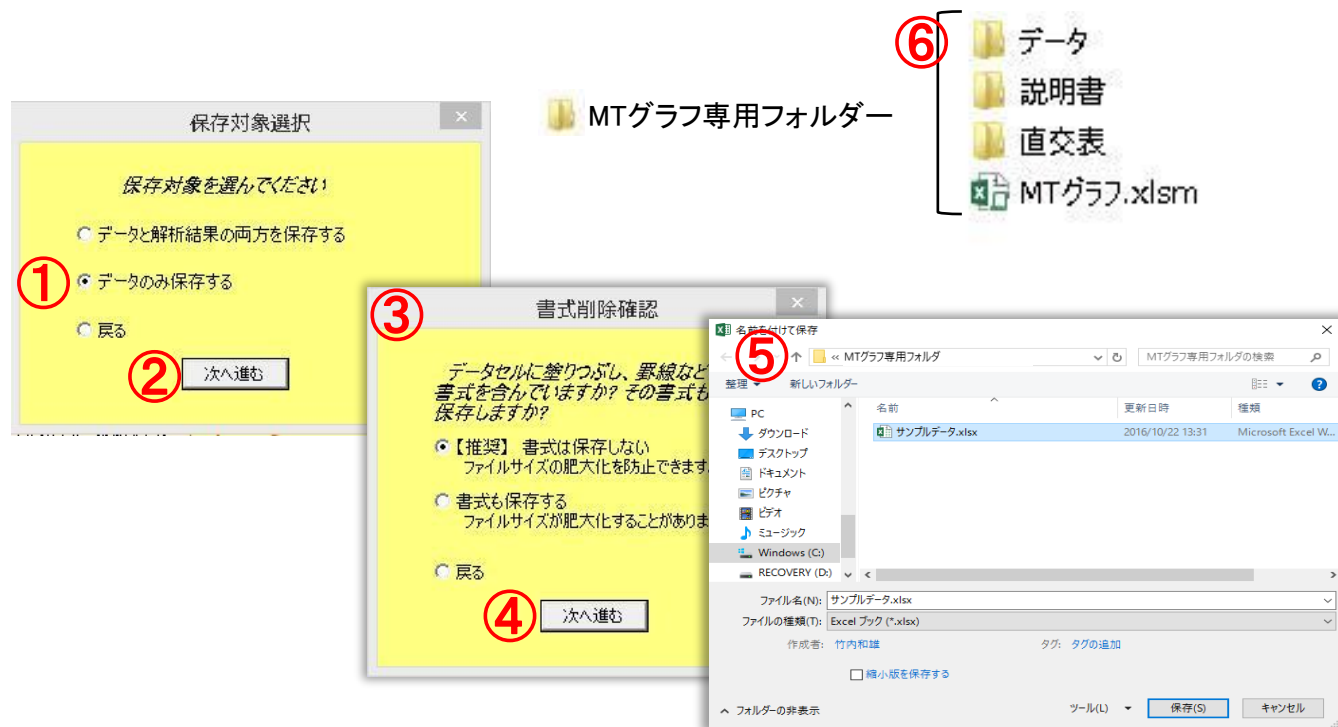 保存対象選択
保存対象を選んでください
データと解析結果の両方を保存する
①
データのみ保存する
戻る
②
次へ進む
MTグラフ専用フォルダー
⑥
データ
説明書
直交表
MTグラフ.xlsm
③
書式削除確認
データセルに塗りつぶし、罫線など
書式を含んでいますか? その書式も
保存しますか?
【推奨】 書式は保存しない
ファイルサイズの肥大化を防止できます
書式も保存する
ファイルサイズが肥大化することがありま
戻る
④
次へ進む
名前を付けて保存
⑤
« MTグラフ専用フォルダ
MTグラフ専用フォルダの検索
整理
新しいフォルダー
名前
更新日時
種類
サンプルデータ.xlsx
2016/10/22 13:31
Microsoft Excel W...
PC
ダウンロード
デスクトップ
ドキュメント
ピクチャ
ビデオ
ミュージック
Windows (C:)
RECOVERY (D:)
ファイル名(N): サンプルデータ.xlsx
ファイルの種類(T): Excel ブック (*.xlsx)
作成者: 竹内和雄
タグ: タグの追加
縮小版を保存する
フォルダーの非表示
ツール(L)
保存(S)
キャンセル